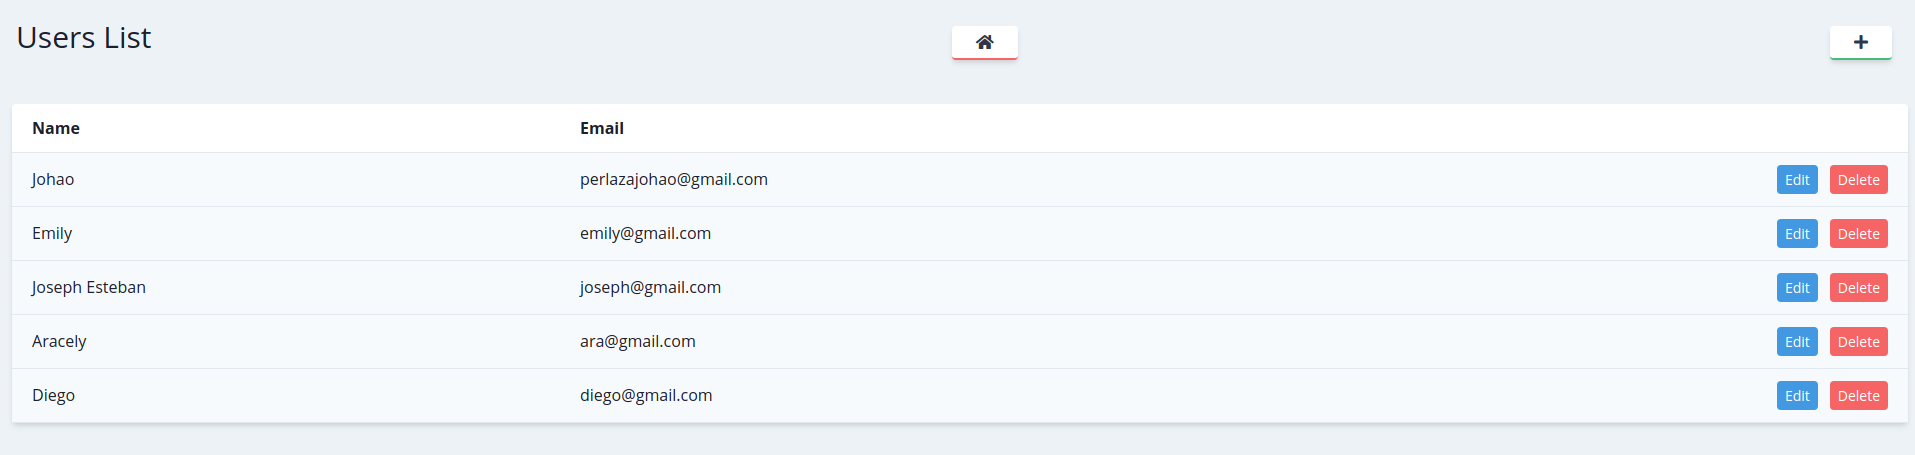 Users List
Name Email
Johao perlazajohao@gmail.com Edit Delete
Emily emily@gmail.com Edit Delete
Joseph Esteban joseph@gmail.com Edit Delete
Aracely ara@gmail.com Edit Delete
Diego diego@gmail.com Edit Delete